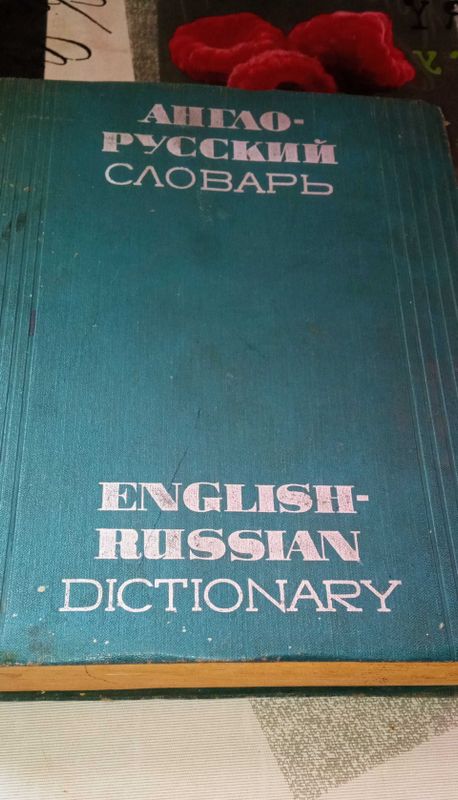 АНГЛО-
РУССКИЙ
СЛОВАРЬ
ENGLISH-
RUSSIAN
DICTIONARY